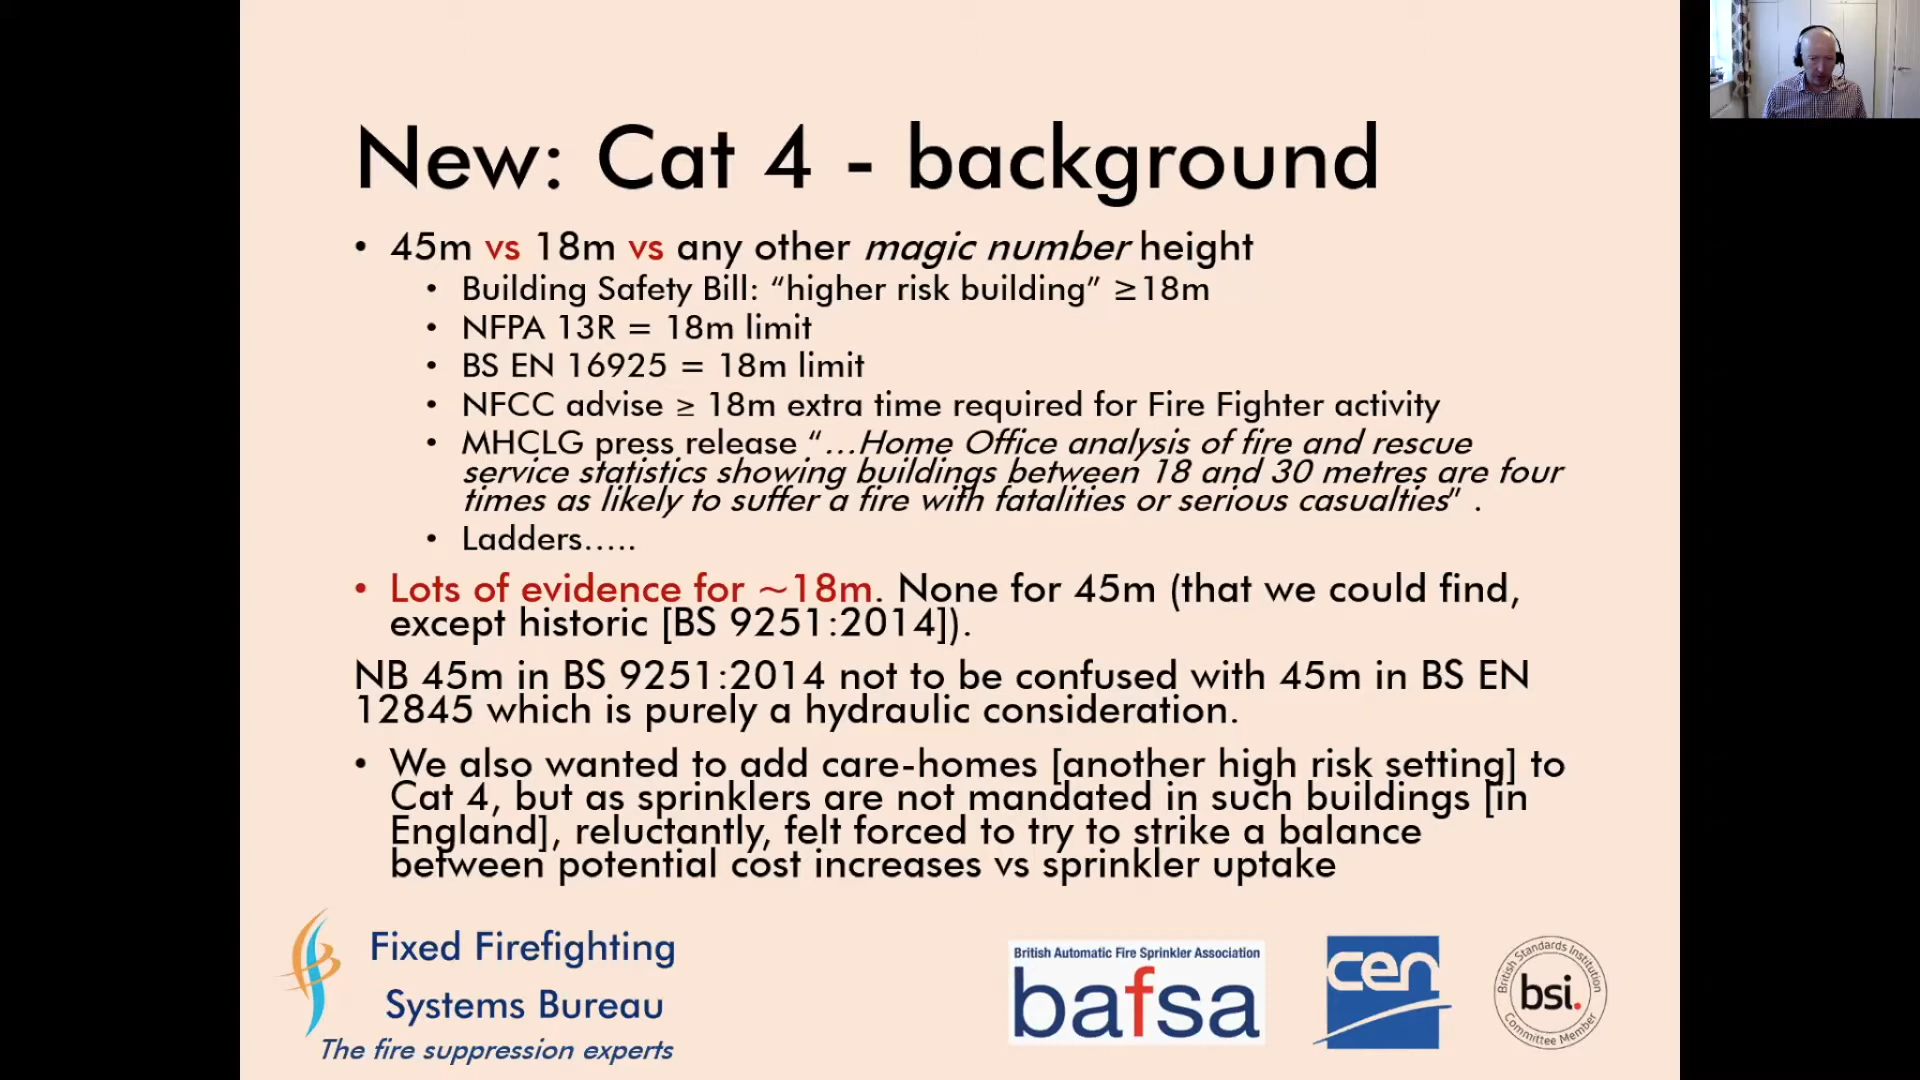 New: Cat 4 - background
• 45m vs 18m vs any other magic number height
• Building Safety Bill: “higher risk building” ≥18m
• NFPA 13R = 18m limit
• BS EN 16925 = 18m limit
• NFCC advise ≥ 18m extra time required for Fire Fighter activity
• MHCLG press release “…Home Office analysis of fire and rescue
service statistics showing buildings between 18 and 30 metres are four
times as likely to suffer a fire with fatalities or serious casualties” .
• Ladders…..
• Lots of evidence for ~18m. None for 45m (that we could find,
except historic [BS 9251:2014]).
NB 45m in BS 9251:2014 not to be confused with 45m in BS EN
12845 which is purely a hydraulic consideration.
• We also wanted to add care-homes [another high risk setting] to
Cat 4, but as sprinklers are not mandated in such buildings [in
England], reluctantly, felt forced to try to strike a balance
between potential cost increases vs sprinkler uptake
Fixed Firefighting
Systems Bureau
The fire suppression experts
British Automatic Fire Sprinkler Association
bafsa
cen
British Standards Institution
bsi.
Committee Member